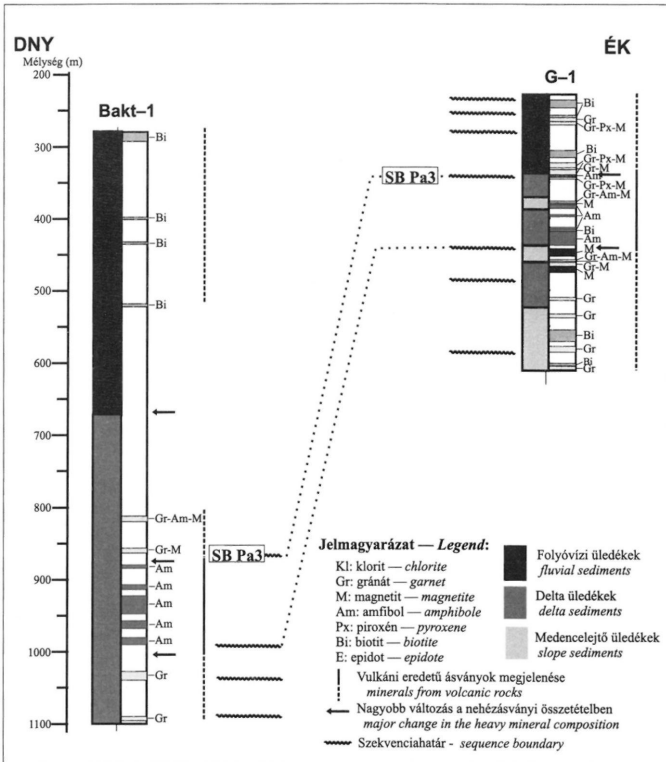 DNY
ÉK
Mélység (m)
200
300
400
500
600
700
800
900
1000
1100
Bakt–1
Bi
Bi
Bi
Bi
Gr-Am-M
Gr-M
Am
Am
Am
Am
Am
Gr
Gr
SB Pa3
SB Pa3
G–1
Bi
Gr
Gr-Px-M
Bi
Gr-Px-M
Gr-M
Am
Gr-Px-M
Gr-Am-M
M
Am
Bi
Am
M
Gr-Am-M
Gr-M
M
Gr
Gr
Bi
Gr
Bi
Gr
Jelmagyarázat — Legend:
Kl: klorit — chlorite
Gr: gránát — garnet
M: magnetit — magnetite
Am: amfibol — amphibole
Px: piroxén — pyroxene
Bi: biotit — biotite
E: epidot — epidote
Folyóvízi üledékek
fluvial sediments
Delta üledékek
delta sediments
Medencelejtő üledékek
slope sediments
Vulkáni eredetű ásványok megjelenése
minerals from volcanic rocks
Nagyobb változás a nehézásványi összetételben
major change in the heavy mineral composition
Szekvenciahatár - sequence boundary